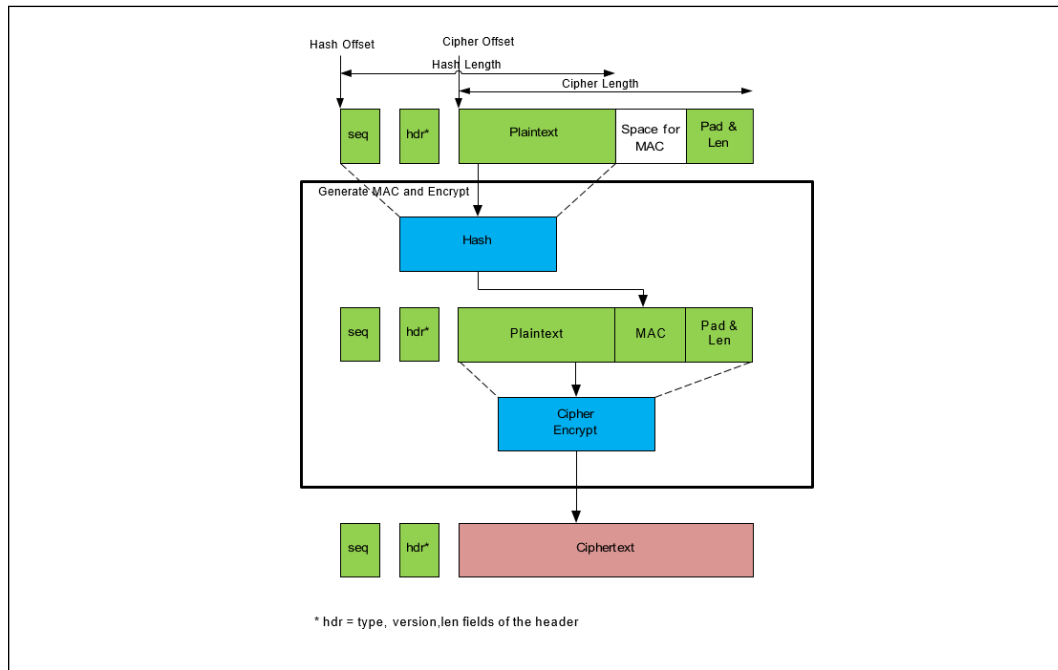 Hash Offset
Cipher Offset
Hash Length
Cipher Length
seq
hdr*
Plaintext
Space for
MAC
Pad &
Len
Generate MAC and Encrypt
Hash
seq
hdr*
Plaintext
MAC
Pad &
Len
Cipher
Encrypt
seq
hdr*
Ciphertext
* hdr = type, version,len fields of the header